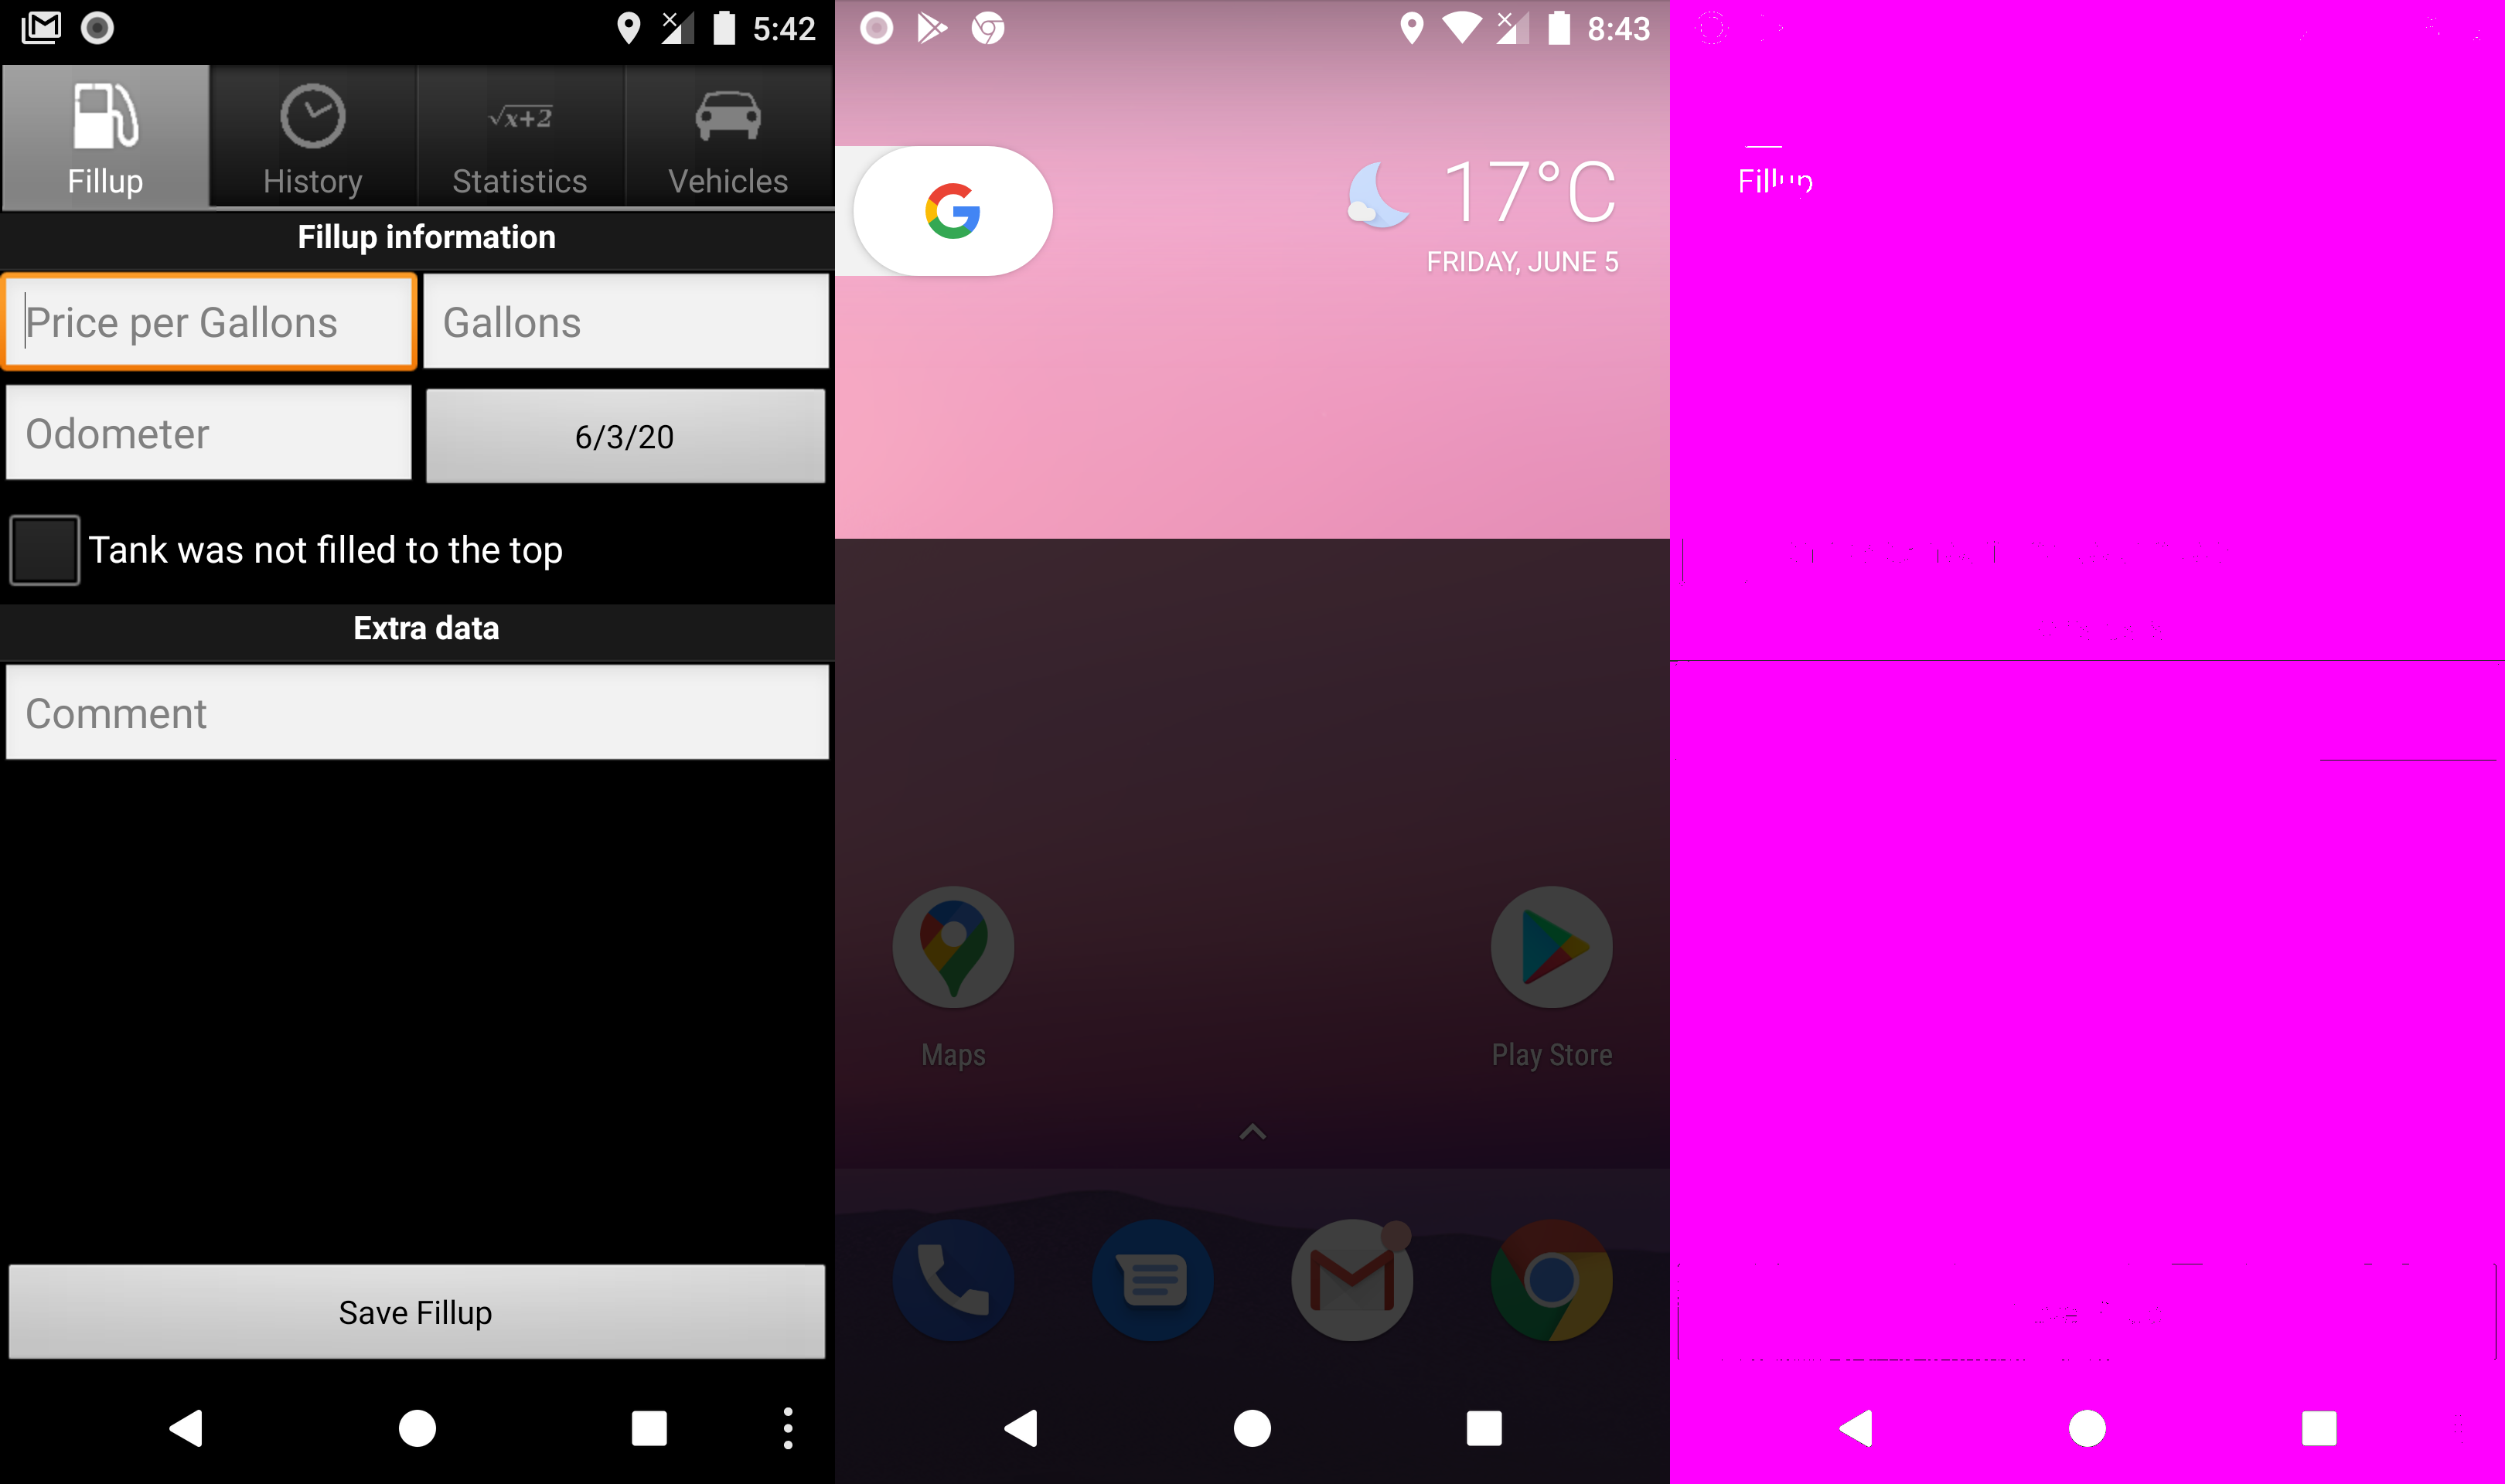 5:42
Fillup
History
√x+2
Statistics
Vehicles
Fillup information
Price per Gallons
Gallons
Odometer
6/3/20
Tank was not filled to the top
Extra data
Comment
Save Fillup
8:43
17°C
FRIDAY, JUNE 5
Maps
Play Store
Fillup